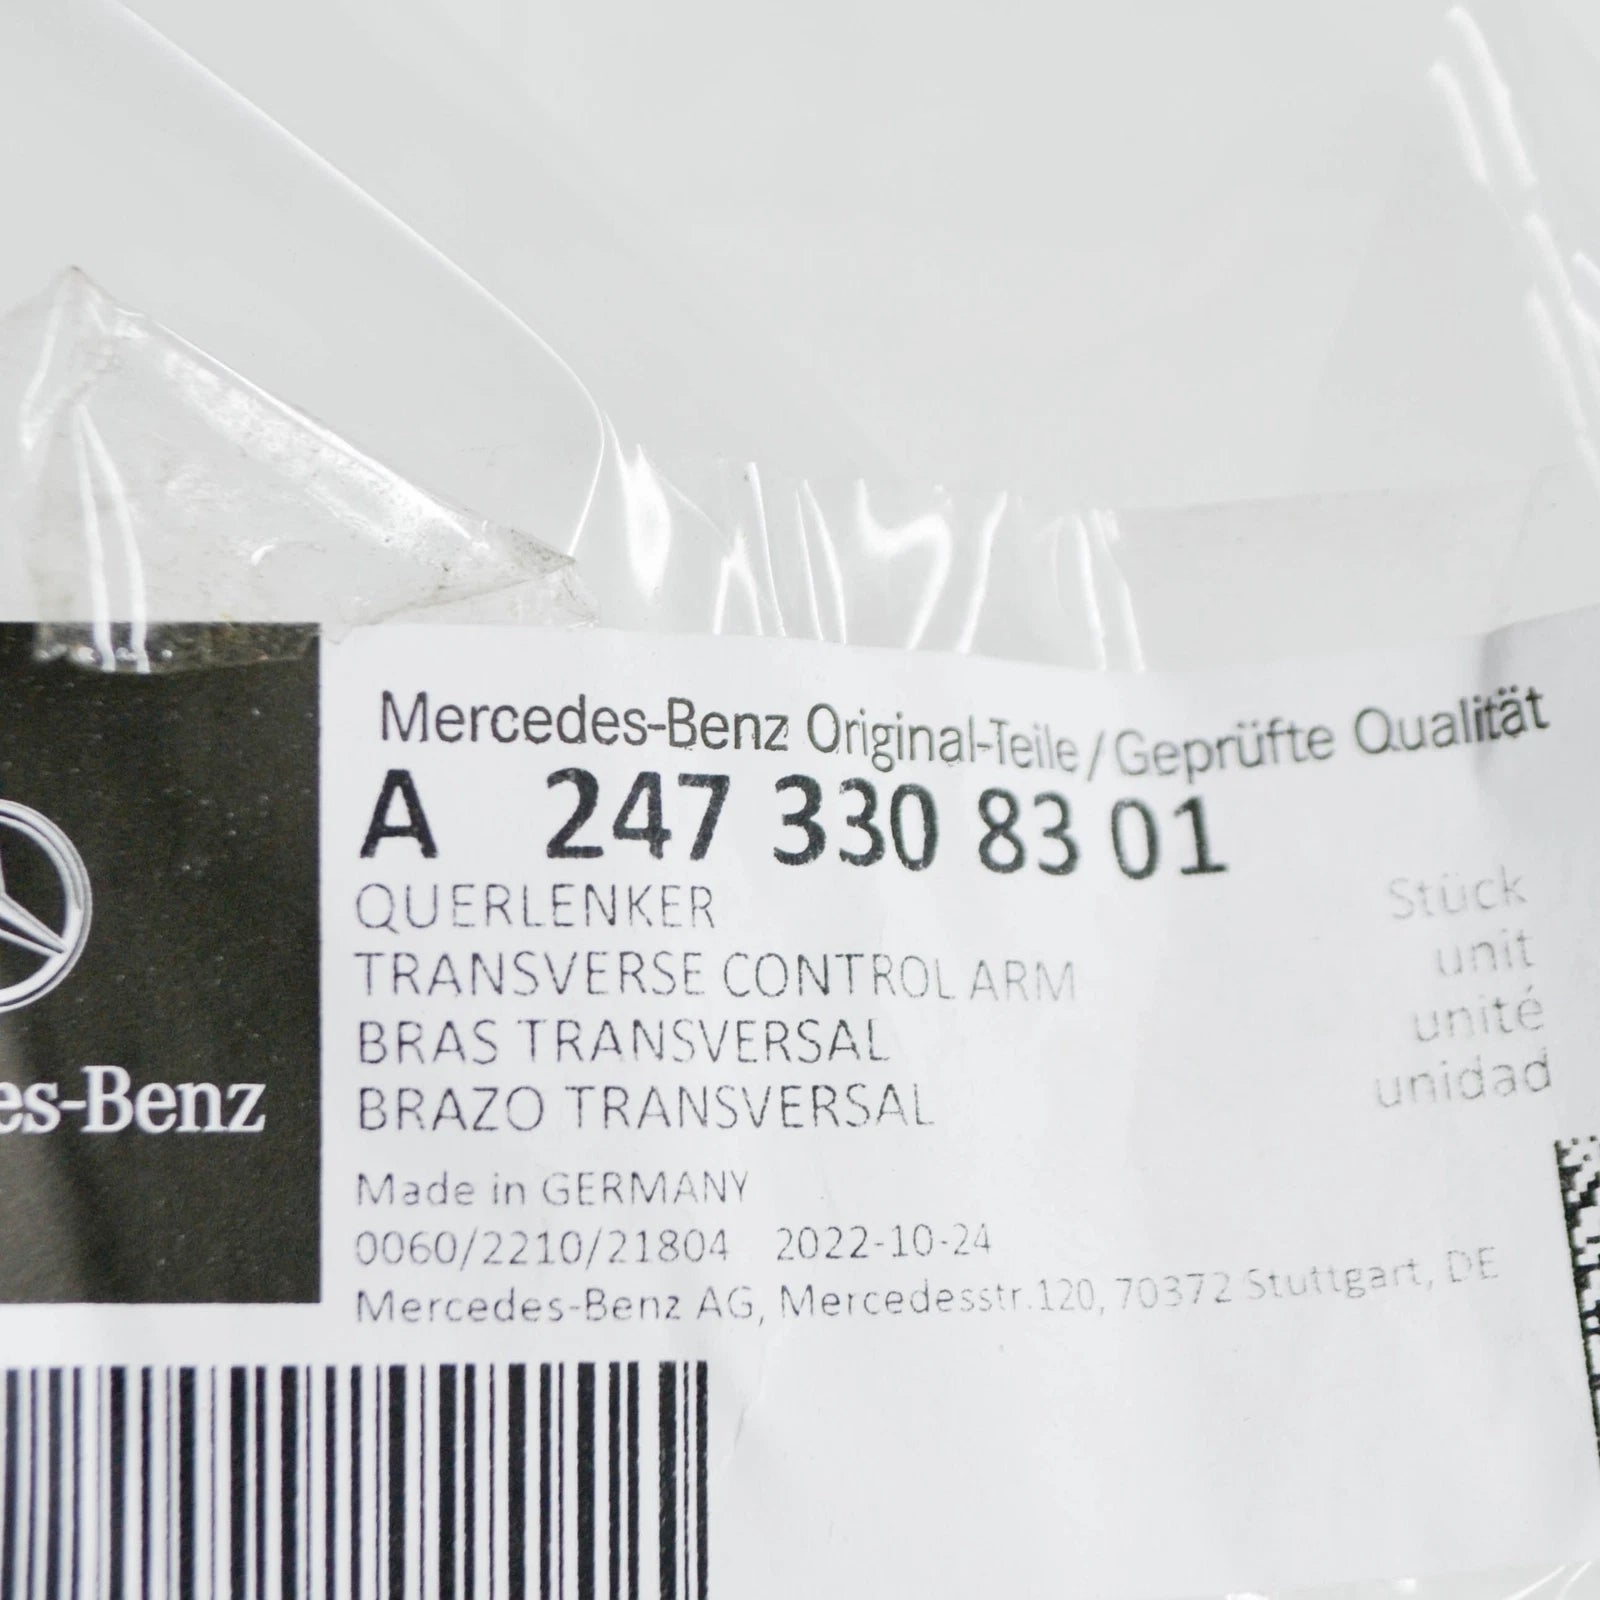 Mercedes-Benz Original-Teile/Geprüfte Qualität
A 247 330 83 01
QUERLENKER Stück
TRANSVERSE CONTROL ARM unit
BRAS TRANSVERSAL unité
BRAZO TRANSVERSAL unidad
es-Benz
Made in GERMANY
0060/2210/21804 2022-10-24
Mercedes-Benz AG, Mercedesstr.120, 70372 Stuttgart, DE